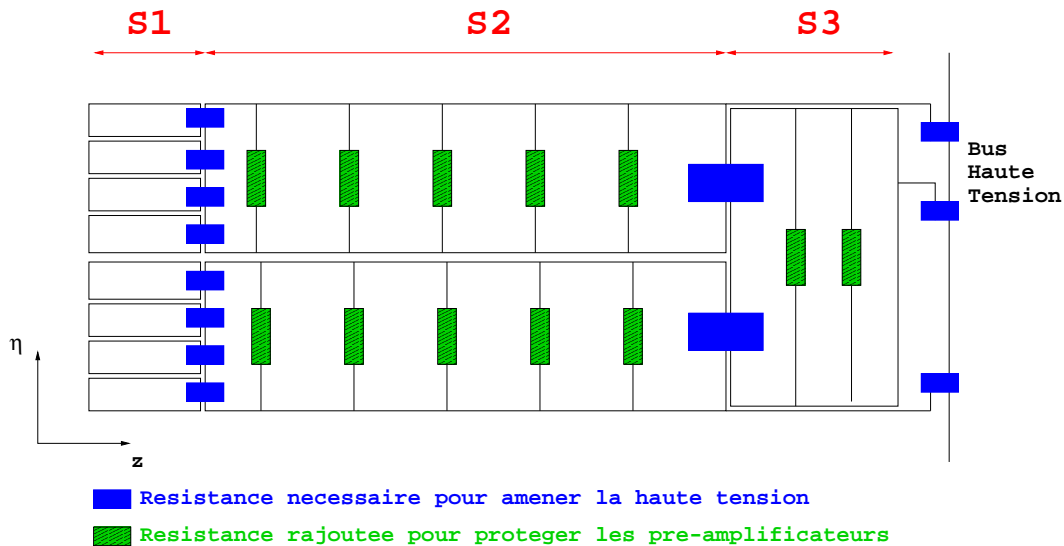 S1 S2 S3
Bus
Haute
Tension
η
z
Resistance necessaire pour amener la haute tension
Resistance rajoutee pour proteger les pre-amplificateurs